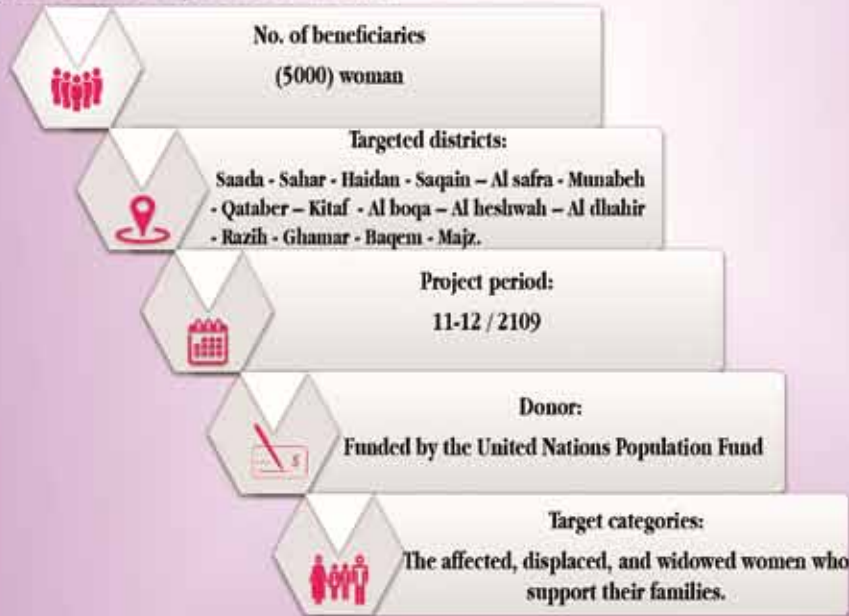 No. of beneficiaries
(5000) woman
Targeted districts:
Saada - Sahar - Haidan - Saqain – Al safra - Munabeh
- Qataber – Kitaf - Al boqa – Al heshwah – Al dhahir
- Razih - Ghamar - Baqem - Majz.
Project period:
11-12 / 2109
Donor:
Funded by the United Nations Population Fund
Target categories:
The affected, displaced, and widowed women who
support their families.